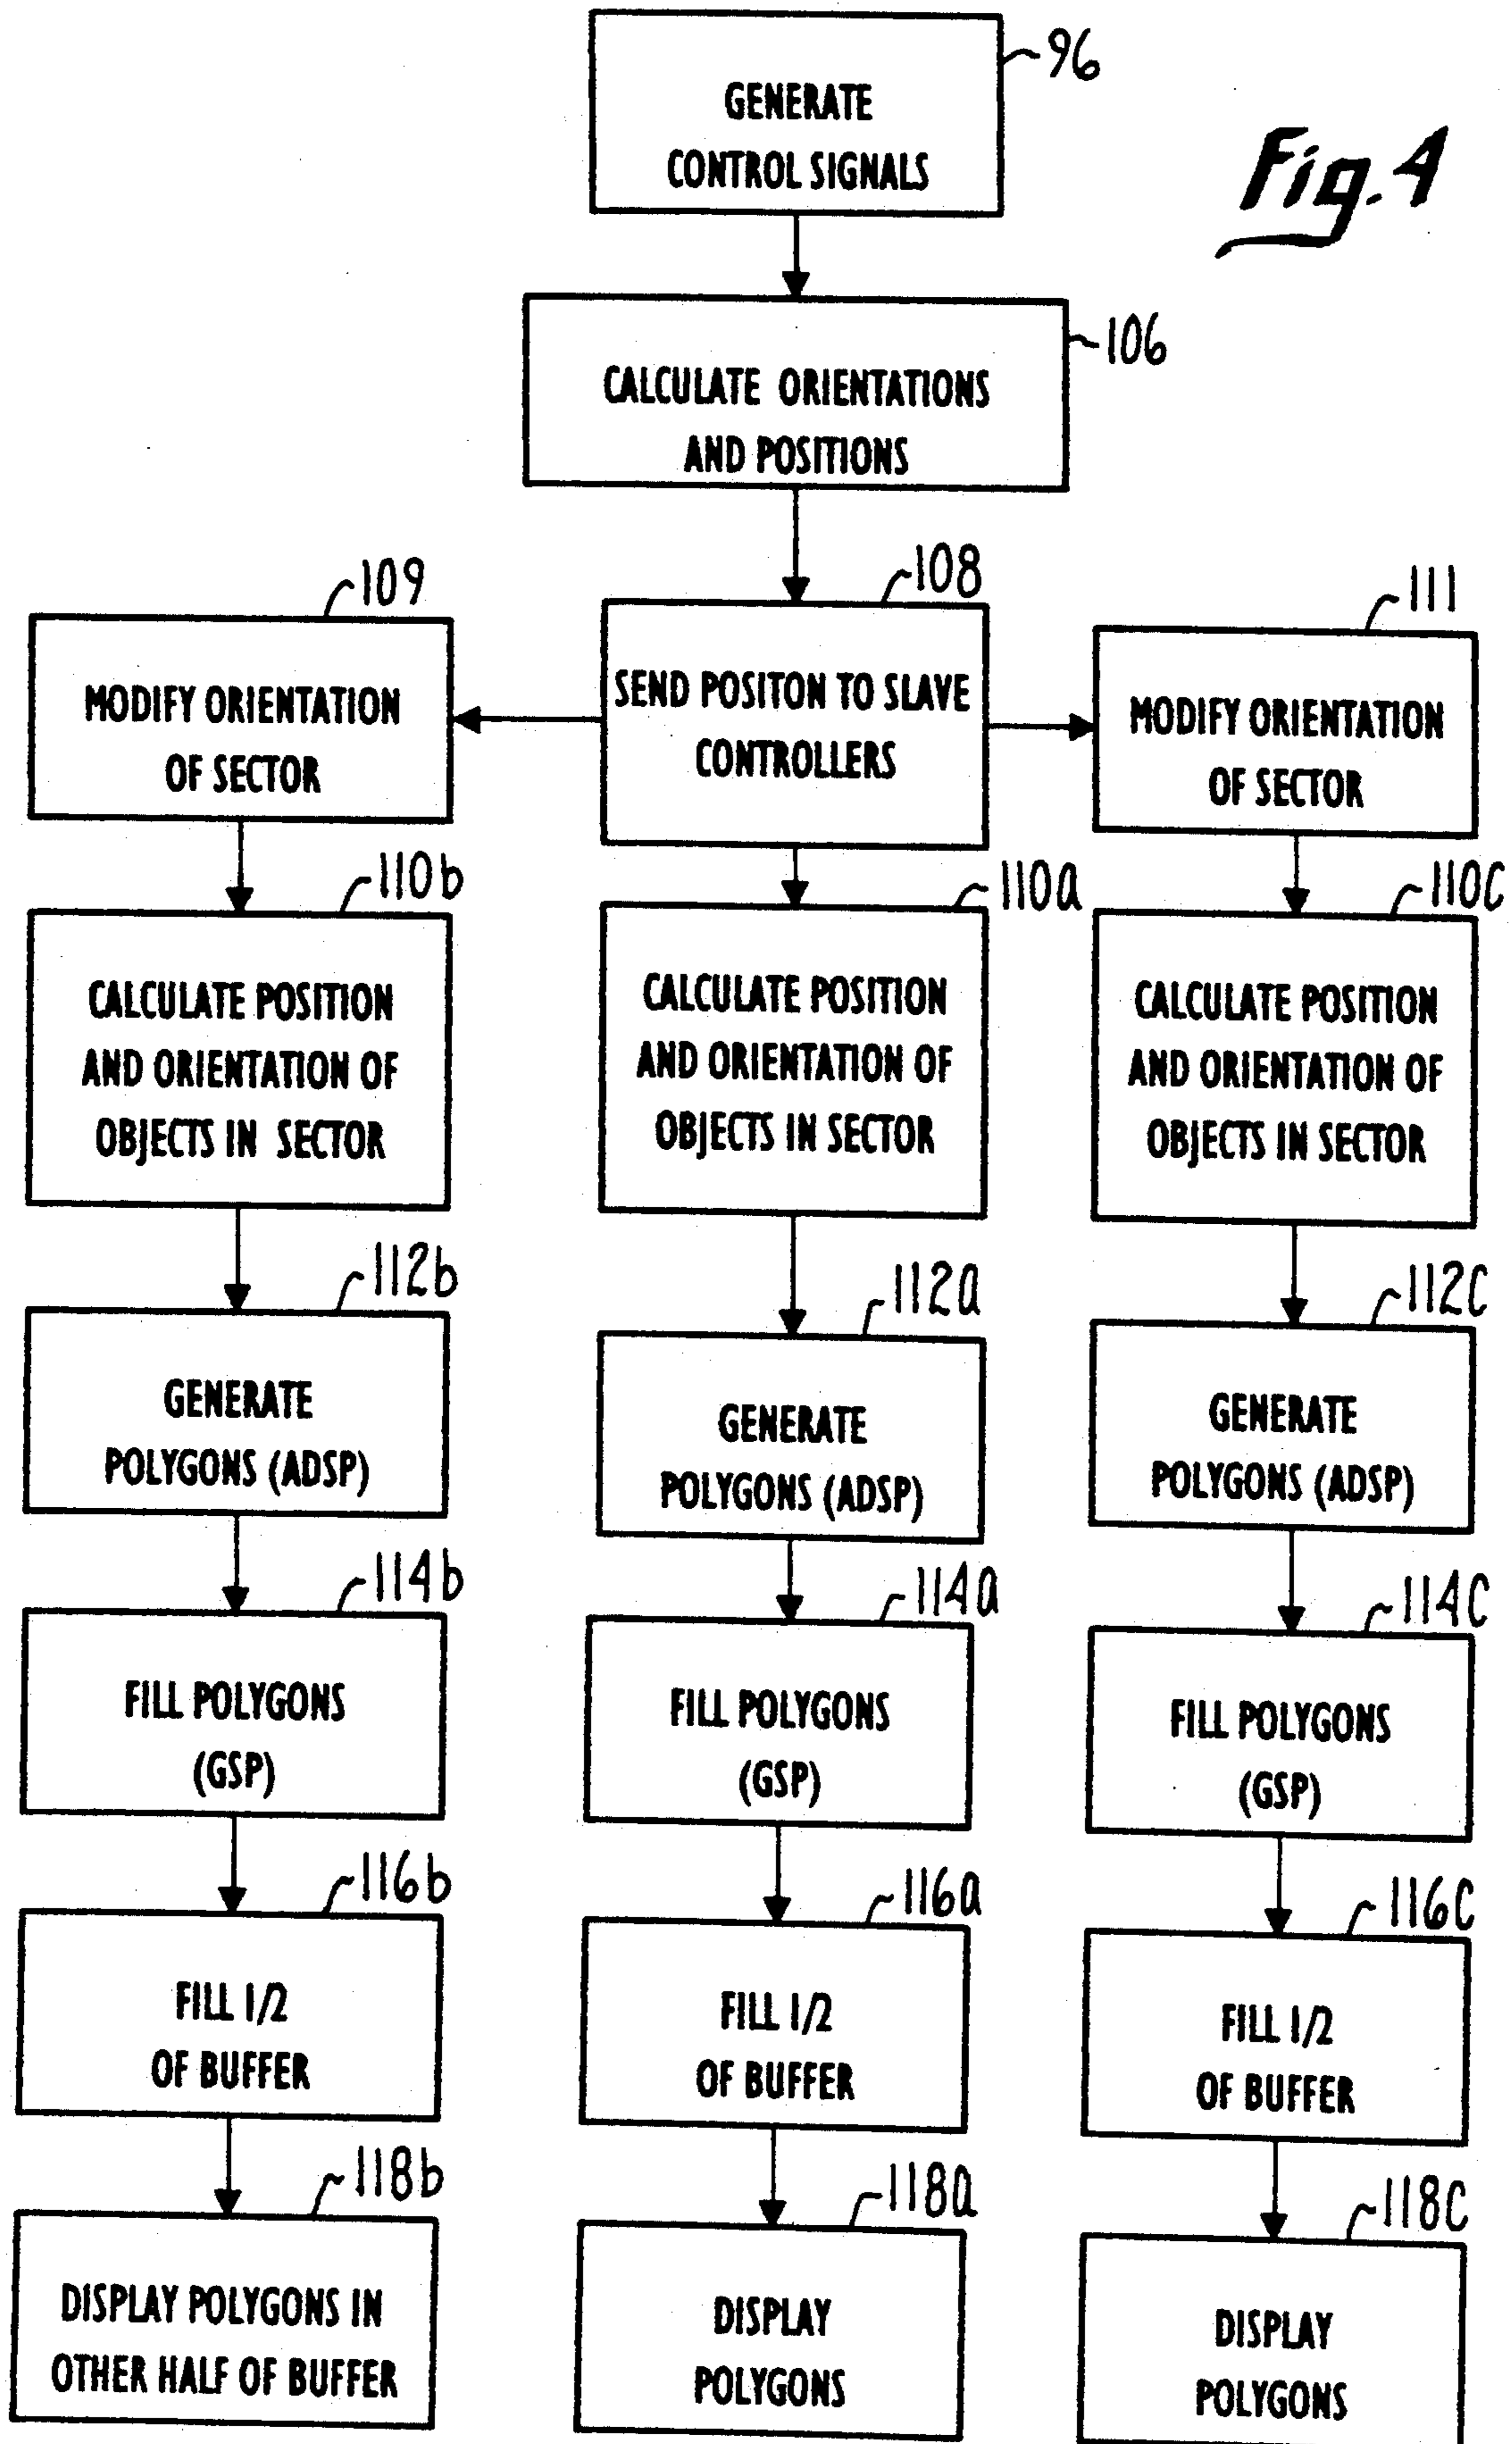 96
GENERATE
CONTROL SIGNALS
Fig. 4
106
CALCULATE ORIENTATIONS
AND POSITIONS
109
108
111
MODIFY ORIENTATION
OF SECTOR
SEND POSITON TO SLAVE
CONTROLLERS
MODIFY ORIENTATION
OF SECTOR
110b
110a
110c
CALCULATE POSITION
AND ORIENTATION OF
OBJECTS IN SECTOR
CALCULATE POSITION
AND ORIENTATION OF
OBJECTS IN SECTOR
CALCULATE POSITION
AND ORIENTATION OF
OBJECTS IN SECTOR
112b
112a
112c
GENERATE
POLYGONS (ADSP)
GENERATE
POLYGONS (ADSP)
GENERATE
POLYGONS (ADSP)
114b
114a
114c
FILL POLYGONS
(GSP)
FILL POLYGONS
(GSP)
FILL POLYGONS
(GSP)
116b
116a
116c
FILL 1/2
OF BUFFER
FILL 1/2
OF BUFFER
FILL 1/2
OF BUFFER
118b
118a
118c
DISPLAY POLYGONS IN
OTHER HALF OF BUFFER
DISPLAY
POLYGONS
DISPLAY
POLYGONS